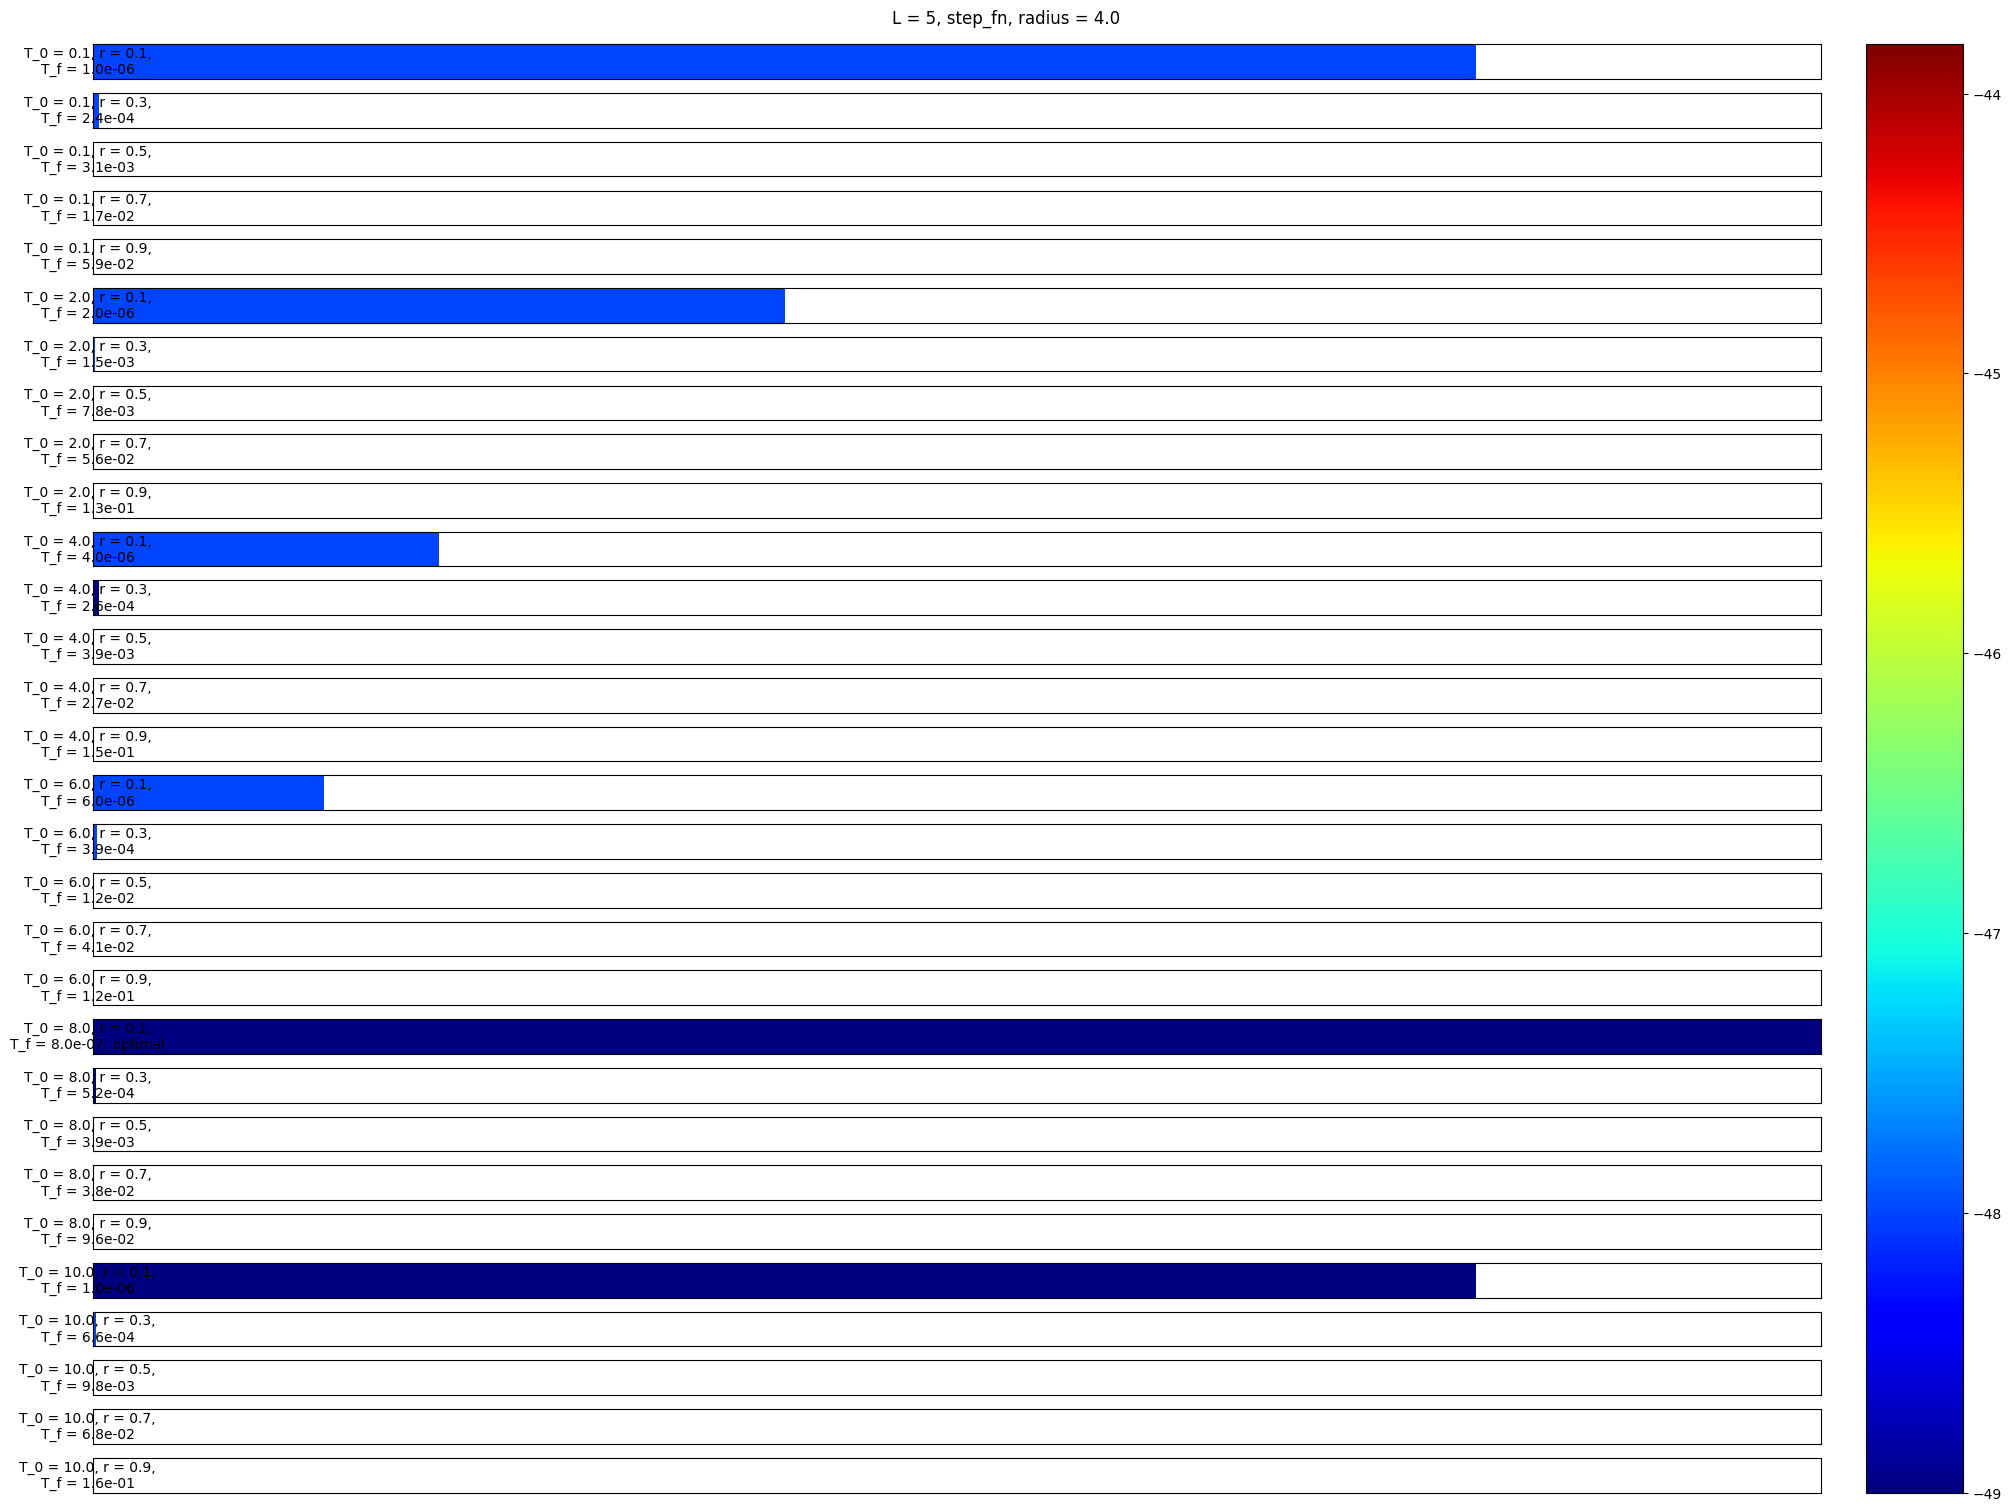 L = 5, step_fn, radius = 4.0
T_0 = 0.1, r = 0.1,
T_f = 1.0e-06
T_0 = 0.1, r = 0.3,
T_f = 2.4e-04
T_0 = 0.1, r = 0.5,
T_f = 3.1e-03
T_0 = 0.1, r = 0.7,
T_f = 1.7e-02
T_0 = 0.1, r = 0.9,
T_f = 5.9e-02
T_0 = 2.0, r = 0.1,
T_f = 2.0e-06
T_0 = 2.0, r = 0.3,
T_f = 1.5e-03
T_0 = 2.0, r = 0.5,
T_f = 7.8e-03
T_0 = 2.0, r = 0.7,
T_f = 5.6e-02
T_0 = 2.0, r = 0.9,
T_f = 1.3e-01
T_0 = 4.0, r = 0.1,
T_f = 4.0e-06
T_0 = 4.0, r = 0.3,
T_f = 2.6e-04
T_0 = 4.0, r = 0.5,
T_f = 3.9e-03
T_0 = 4.0, r = 0.7,
T_f = 2.7e-02
T_0 = 4.0, r = 0.9,
T_f = 1.5e-01
T_0 = 6.0, r = 0.1,
T_f = 6.0e-06
T_0 = 6.0, r = 0.3,
T_f = 3.9e-04
T_0 = 6.0, r = 0.5,
T_f = 1.2e-02
T_0 = 6.0, r = 0.7,
T_f = 4.1e-02
T_0 = 6.0, r = 0.9,
T_f = 1.2e-01
T_0 = 8.0, r = 0.1,
T_f = 8.0e-07, optimal
T_0 = 8.0, r = 0.3,
T_f = 5.2e-04
T_0 = 8.0, r = 0.5,
T_f = 3.9e-03
T_0 = 8.0, r = 0.7,
T_f = 3.8e-02
T_0 = 8.0, r = 0.9,
T_f = 9.6e-02
T_0 = 10.0, r = 0.1,
T_f = 1.0e-06
T_0 = 10.0, r = 0.3,
T_f = 6.6e-04
T_0 = 10.0, r = 0.5,
T_f = 9.8e-03
T_0 = 10.0, r = 0.7,
T_f = 6.8e-02
T_0 = 10.0, r = 0.9,
T_f = 1.6e-01
−44
−45
−46
−47
−48
−49